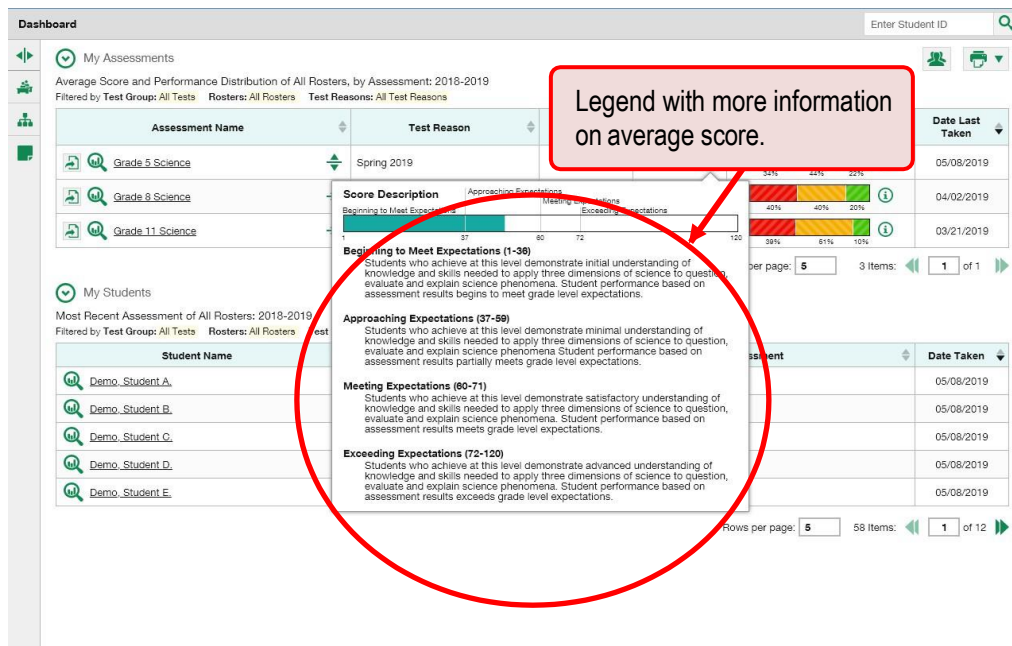 Dashboard
Enter Student ID
My Assessments
Average Score and Performance Distribution of All Rosters, by Assessment: 2018-2019
Filtered by Test Group: All Tests Rosters: All Rosters Test Reasons: All Test Reasons
Legend with more information
on average score.
Assessment Name
Test Reason
Date Last
Taken
Grade 5 Science
Spring 2019
34% 44% 22%
05/08/2019
Grade 8 Science
40% 40% 20%
04/02/2019
Grade 11 Science
39% 51% 10%
03/21/2019
per page: 5
3 Items:
1 of 1
Score Description
Approaching Expectations
Meeting Expectations
Beginning to Meet Expectations
Exceeding Expectations
1 37 60 72 120
Beginning to Meet Expectations (1-36)
Students who achieve at this level demonstrate initial understanding of
knowledge and skills needed to apply three dimensions of science to question,
evaluate and explain science phenomena. Student performance based on
assessment results begins to meet grade level expectations.
Approaching Expectations (37-59)
Students who achieve at this level demonstrate minimal understanding of
knowledge and skills needed to apply three dimensions of science to question,
evaluate and explain science phenomena Student performance based on
assessment results partially meets grade level expectations.
Meeting Expectations (60-71)
Students who achieve at this level demonstrate satisfactory understanding of
knowledge and skills needed to apply three dimensions of science to question,
evaluate and explain science phenomena. Student performance based on
assessment results meets grade level expectations.
Exceeding Expectations (72-120)
Students who achieve at this level demonstrate advanced understanding of
knowledge and skills needed to apply three dimensions of science to question,
evaluate and explain science phenomena. Student performance based on
assessment results exceeds grade level expectations.
My Students
Most Recent Assessment of All Rosters: 2018-2019
Filtered by Test Group: All Tests Rosters: All Rosters
Student Name
Date Taken
Demo, Student A.
05/08/2019
Demo, Student B.
05/08/2019
Demo, Student C.
05/08/2019
Demo, Student D.
05/08/2019
Demo, Student E.
05/08/2019
Rows per page: 5
58 Items:
1 of 12